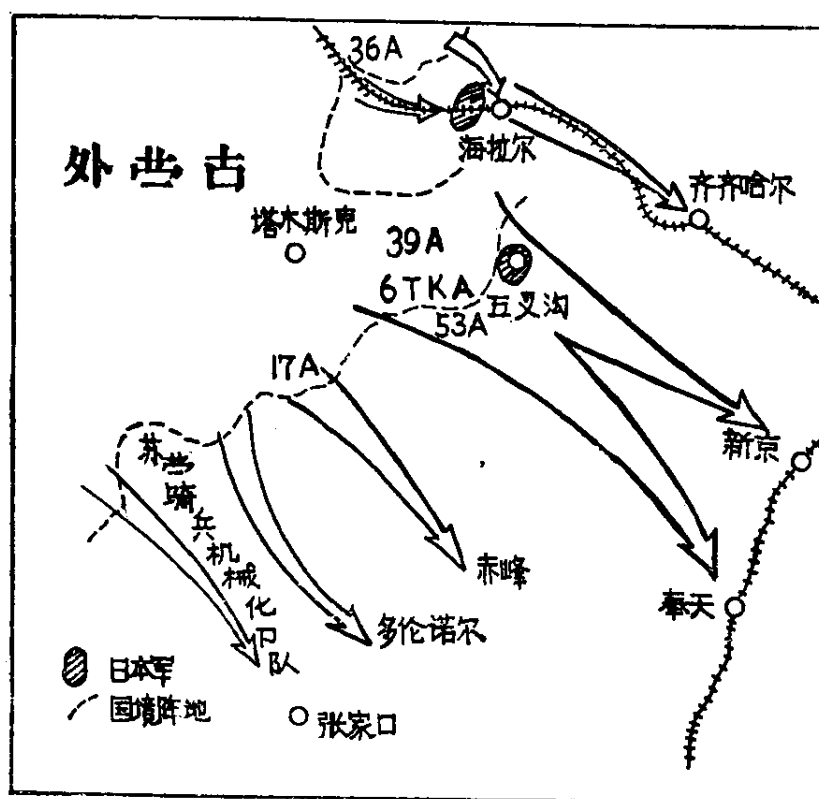 36A
海拉尔
外蒙古
齐齐哈尔
塔木斯克
39A
6TKA
五叉沟
53A
17A
新京
苏蒙骑兵机械化卩队
赤峰
奉天
多伦诺尔
日本军
国境阵地
张家口